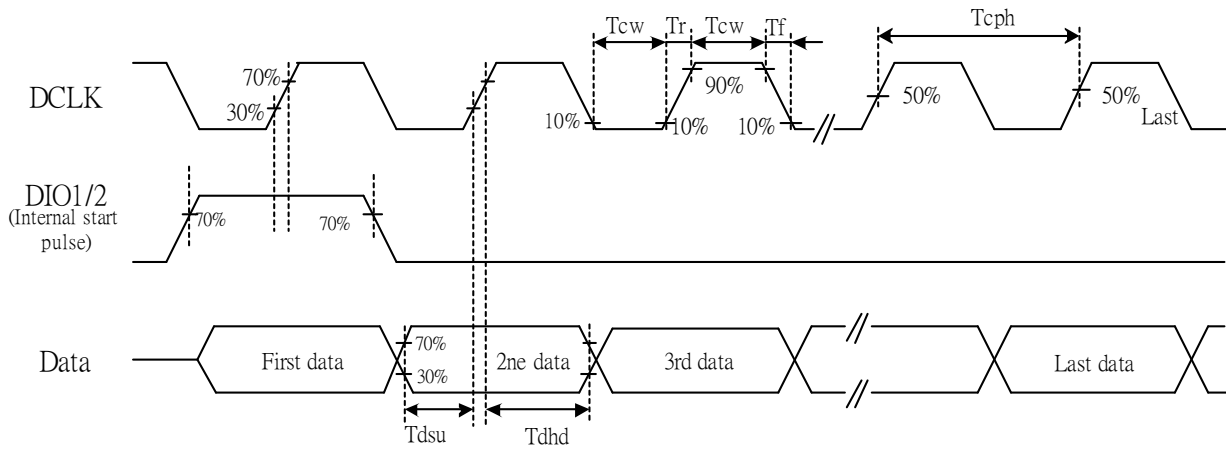 Tcw Tr Tcw Tf Tcph
DCLK
70%
30%
10% 10% 90% 10% 50% 50% Last
DIO1/2
(Internal start
pulse)
70% 70%
Data
First data 70% 30% 2ne data 3rd data Last data
Tdsu Tdhd